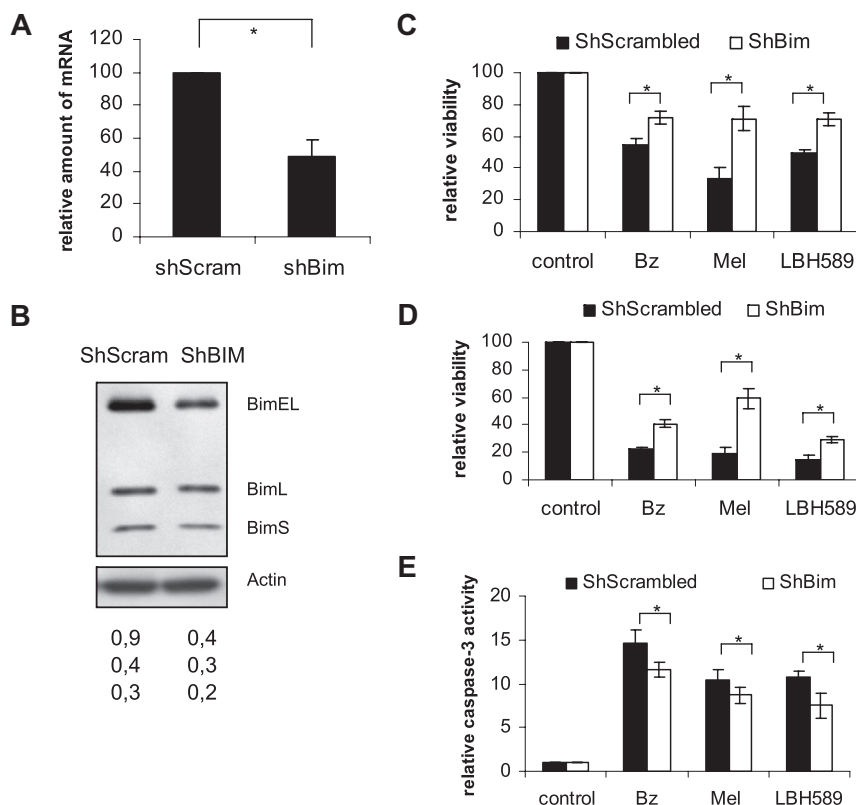 A
relative amount of mRNA
120
100
80
60
40
20
0
*
shScram shBim
B
ShScram ShBIM
BimEL
BimL
BimS
Actin
0,9 0,4
0,4 0,3
0,3 0,2
C
ShScrambled ShBim
relative viability
100
80
60
40
20
0
* * *
control Bz Mel LBH589
D
ShScrambled ShBim
relative viability
100
80
60
40
20
0
* * *
control Bz Mel LBH589
E
ShScrambled ShBim
relative caspase-3 activity
20
15
10
5
0
* * *
control Bz Mel LBH589